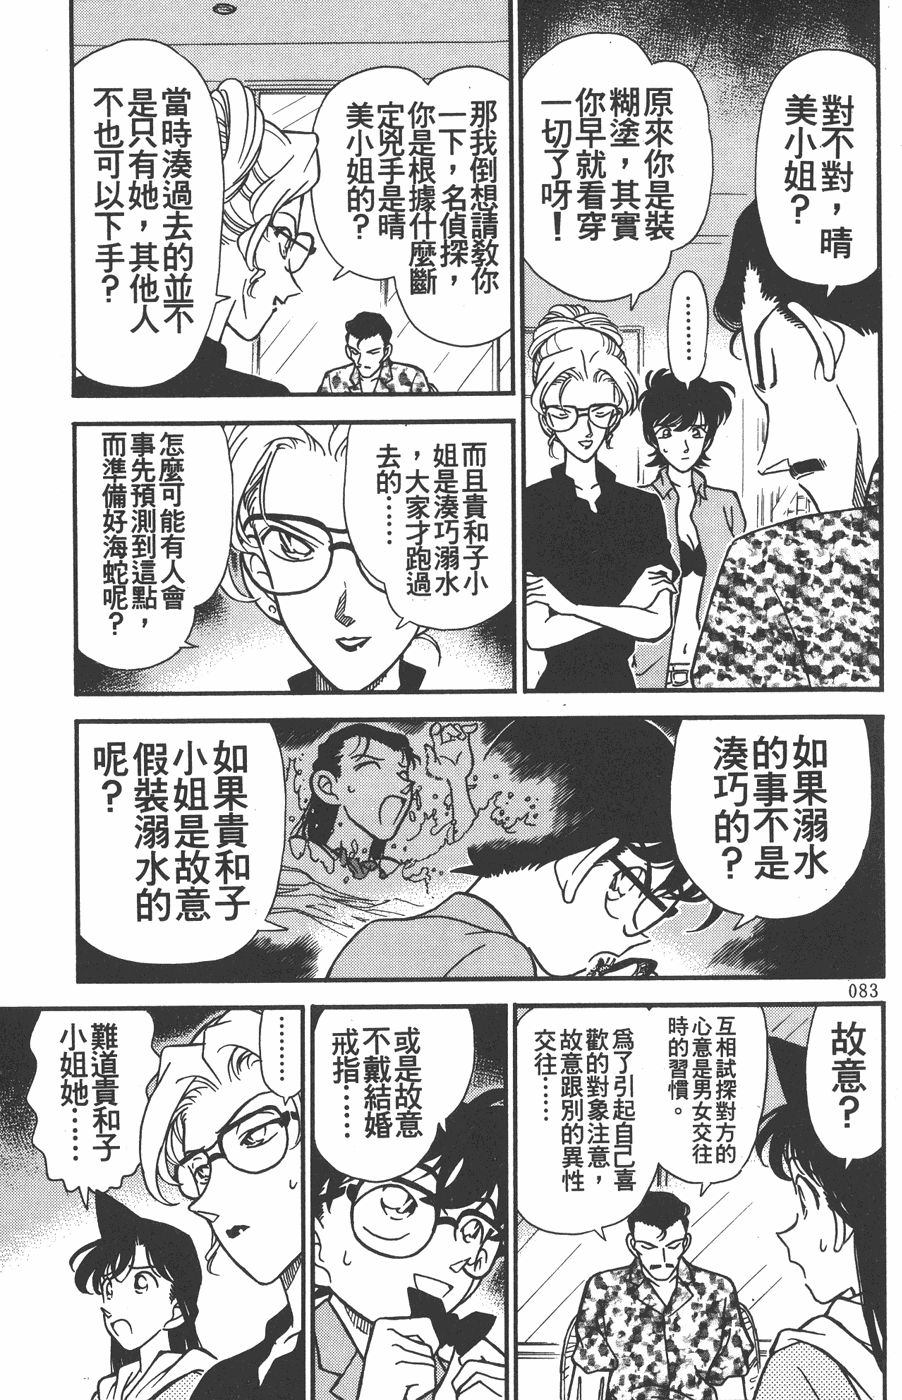 對不對，晴
美小姐？
原來你是裝
糊塗，其實
你早就看穿
一切了呀！
………
那我倒想請教你
一下，名偵探，
你是根據什麼斷
定兇手是晴
美小姐的？
當時湊過去的並不
是只有她，其他人
不也可以下手？
而且貴和子小
姐是湊巧溺水
，大家才跑過
去的……
怎麼可能有人會
事先預測到這點，
而準備好海蛇呢？
如果溺水
的事不是
湊巧的？
如果貴和子
小姐是故意
假裝溺水的
呢？
083
故意？
互相試探對方的
心意是男女交往
時的習慣。
為了引起自己喜
歡的對象注意，
故意跟別的異性
交往……
或是故意
不戴結婚
戒指……
………
難道貴和子
小姐她……